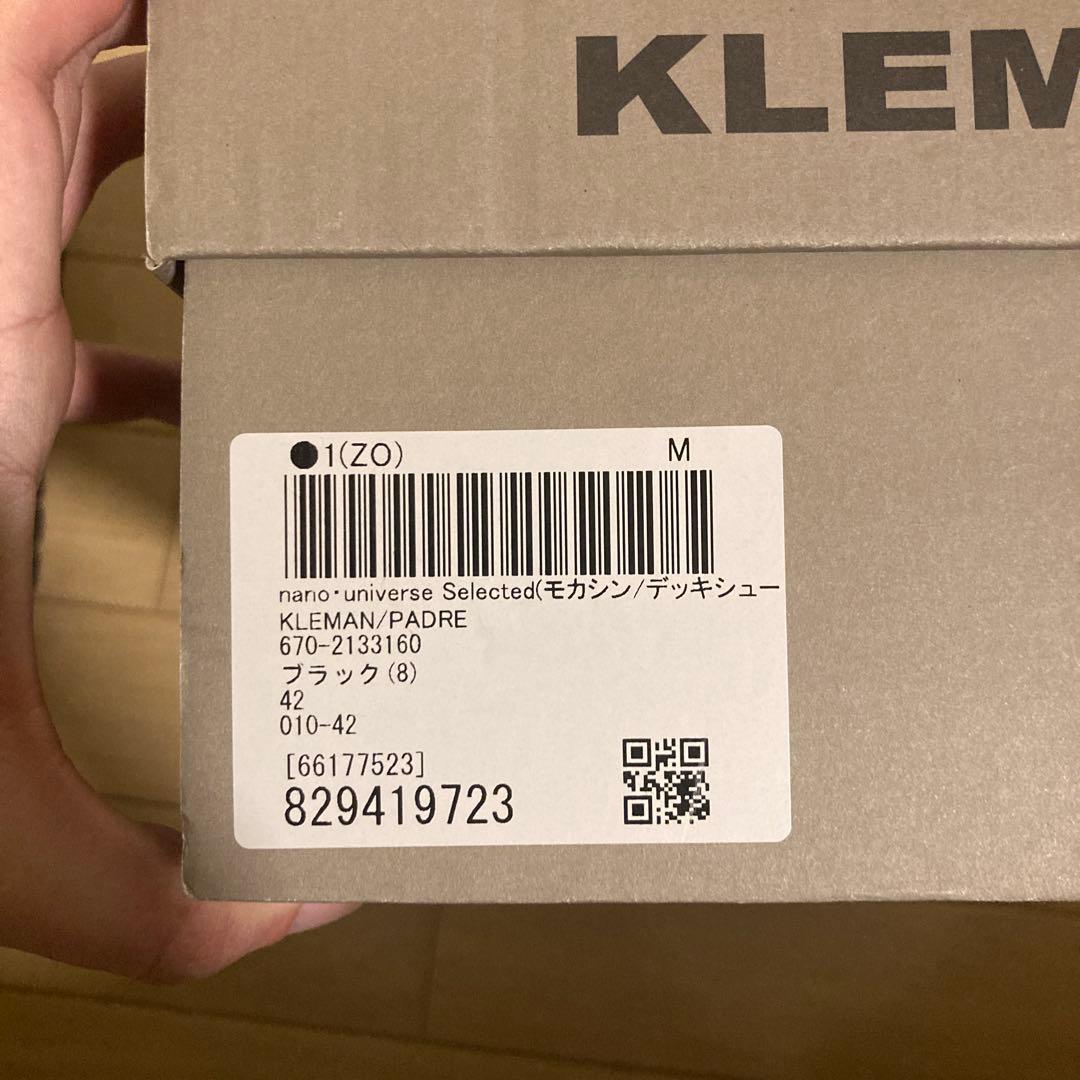 KLEM
●1(ZO) M
nano・universe Selected(モカシン/デッキシュー
KLEMAN/PADRE
670-2133160
ブラック(8)
42
010-42
[66177523]
829419723